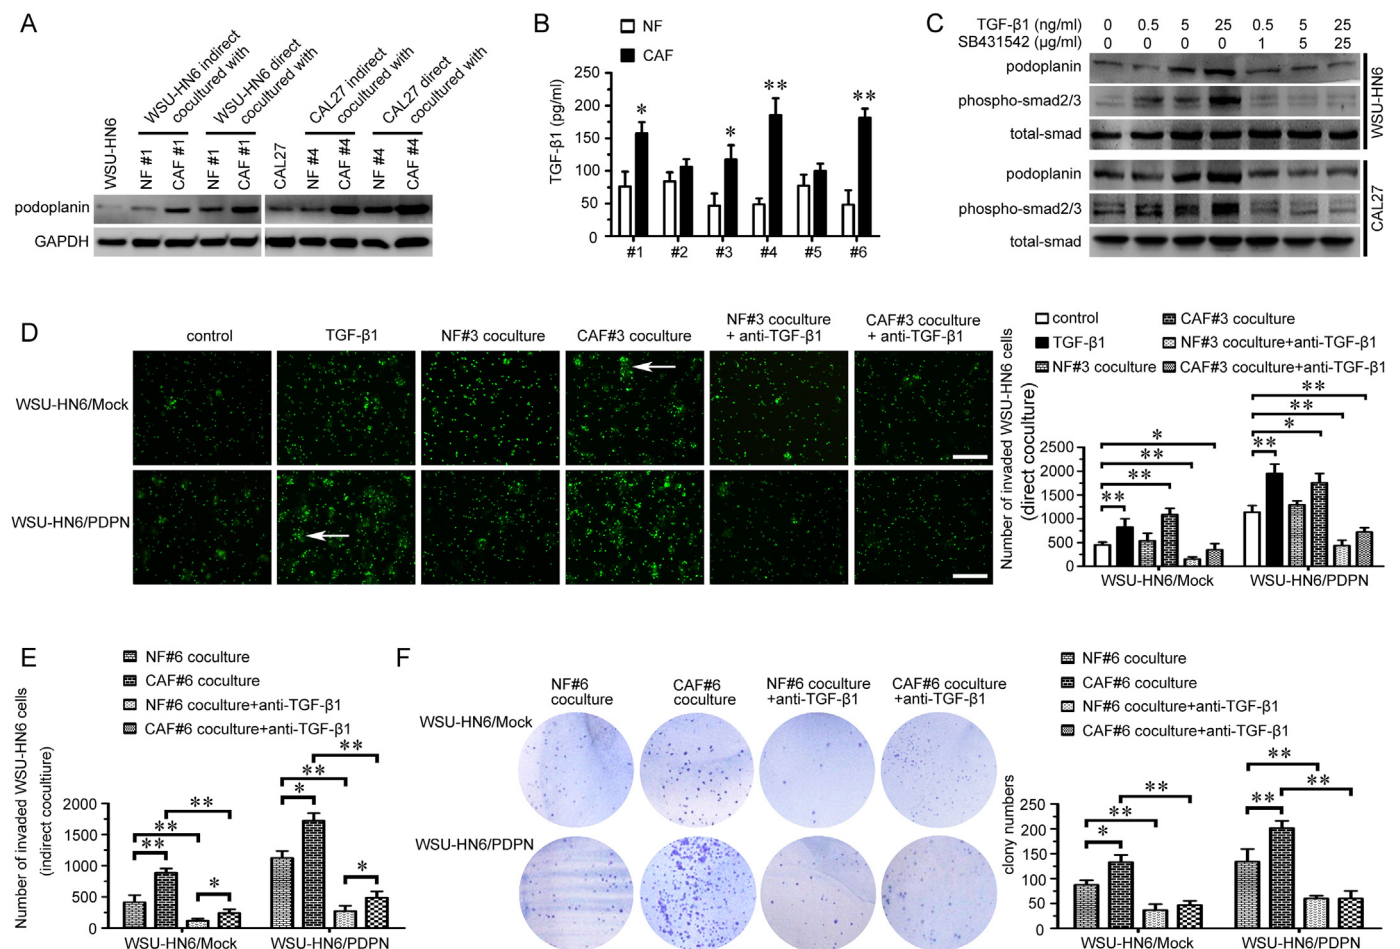 A
WSU-HN6
WSU-HN6 indirect
cocultured with
NF #1
CAF #1
WSU-HN6 direct
cocultured with
NF #1
CAF #1
CAL27
CAL27 indirect
cocultured with
NF #4
CAF #4
CAL27 direct
cocultured with
NF #4
CAF #4
podoplanin
GAPDH
B
NF
CAF
TGF-β1 (pg/ml)
250
200
150
100
50
0
* * ** **
#1 #2 #3 #4 #5 #6
C
TGF-β1 (ng/ml) 0 0.5 5 25 0.5 5 25
SB431542 (μg/ml) 0 0 0 0 1 5 25
podoplanin
phospho-smad2/3
total-smad
WSU-HN6
podoplanin
phospho-smad2/3
total-smad
CAL27
D
control
TGF-β1
NF#3 coculture
CAF#3 coculture
NF#3 coculture
+ anti-TGF-β1
CAF#3 coculture
+ anti-TGF-β1
WSU-HN6/Mock
WSU-HN6/PDPN
control
TGF-β1
NF#3 coculture
CAF#3 coculture
NF#3 coculture+anti-TGF-β1
CAF#3 coculture+anti-TGF-β1
Number of invaded WSU-HN6 cells
(direct coculture)
2500
2000
1500
1000
500
0
*
**
**
**
**
**
*
**
WSU-HN6/Mock
WSU-HN6/PDPN
E
NF#6 coculture
CAF#6 coculture
NF#6 coculture+anti-TGF-β1
CAF#6 coculture+anti-TGF-β1
Number of invaded WSU-HN6 cells
(indirect cocultiure)
2000
1500
1000
500
0
**
**
**
*
**
**
*
*
WSU-HN6/Mock
WSU-HN6/PDPN
F
NF#6
coculture
CAF#6
coculture
NF#6 coculture
+anti-TGF-β1
CAF#6 coculture
+anti-TGF-β1
WSU-HN6/Mock
WSU-HN6/PDPN
NF#6 coculture
CAF#6 coculture
NF#6 coculture+anti-TGF-β1
CAF#6 coculture+anti-TGF-β1
clony numbers
250
200
150
100
50
0
**
**
*
**
**
**
WSU-HN6/Mock
WSU-HN6/PDPN